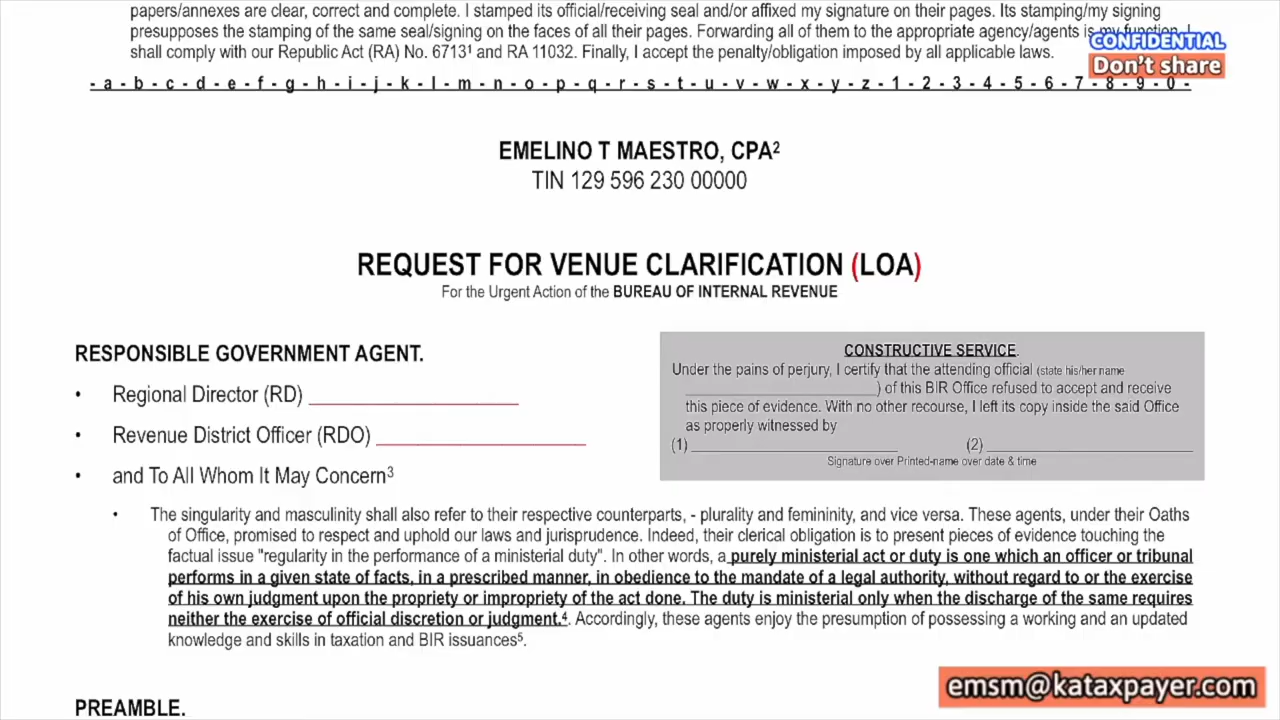 papers/annexes are clear, correct and complete. I stamped its official/receiving seal and/or affixed my signature on their pages. Its stamping/my signing
presupposes the stamping of the same seal/signing on the faces of all their pages. Forwarding all of them to the appropriate agency/agents is my function. I
shall comply with our Republic Act (RA) No. 6713¹ and RA 11032. Finally, I accept the penalty/obligation imposed by all applicable laws.
CONFIDENTIAL
Don't share
- a - b - c - d - e - f - g - h - i - j - k - l - m - n - o - p - q - r - s - t - u - v - w - x - y - z - 1 - 2 - 3 - 4 - 5 - 6 - 7 - 8 - 9 - 0 -
EMELINO T MAESTRO, CPA²
TIN 129 596 230 00000
REQUEST FOR VENUE CLARIFICATION (LOA)
For the Urgent Action of the BUREAU OF INTERNAL REVENUE
RESPONSIBLE GOVERNMENT AGENT.
• Regional Director (RD) ____________________
• Revenue District Officer (RDO) ____________________
• and To All Whom It May Concern³
CONSTRUCTIVE SERVICE.
Under the pains of perjury, I certify that the attending official (state his/her name
____________________) of this BIR Office refused to accept and receive
this piece of evidence. With no other recourse, I left its copy inside the said Office
as properly witnessed by
(1) ____________________ (2) ____________________
Signature over Printed-name over date & time
• The singularity and masculinity shall also refer to their respective counterparts, - plurality and femininity, and vice versa. These agents, under their Oaths
of Office, promised to respect and uphold our laws and jurisprudence. Indeed, their clerical obligation is to present pieces of evidence touching the
factual issue "regularity in the performance of a ministerial duty". In other words, a purely ministerial act or duty is one which an officer or tribunal
performs in a given state of facts, in a prescribed manner, in obedience to the mandate of a legal authority, without regard to or the exercise
of his own judgment upon the propriety or impropriety of the act done. The duty is ministerial only when the discharge of the same requires
neither the exercise of official discretion or judgment.⁴. Accordingly, these agents enjoy the presumption of possessing a working and an updated
knowledge and skills in taxation and BIR issuances⁵.
emsm@kataxpayer.com
PREAMBLE.